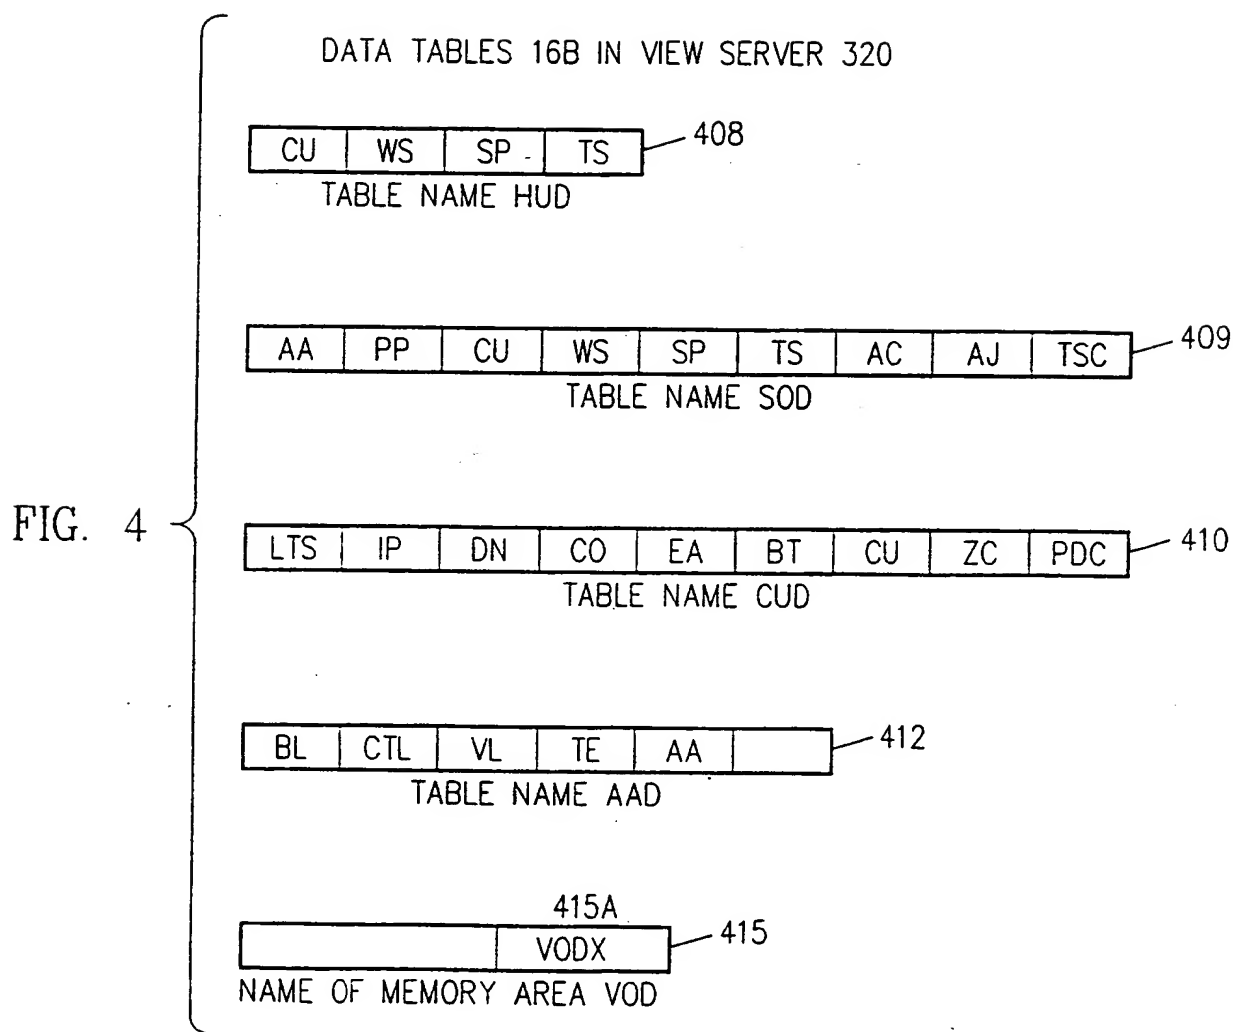 DATA TABLES 16B IN VIEW SERVER 320
CU WS SP TS 408
TABLE NAME HUD
AA PP CU WS SP TS AC AJ TSC 409
TABLE NAME SOD
FIG. 4
LTS IP DN CO EA BT CU ZC PDC 410
TABLE NAME CUD
BL CTL VL TE AA 412
TABLE NAME AAD
415A
VODX 415
NAME OF MEMORY AREA VOD